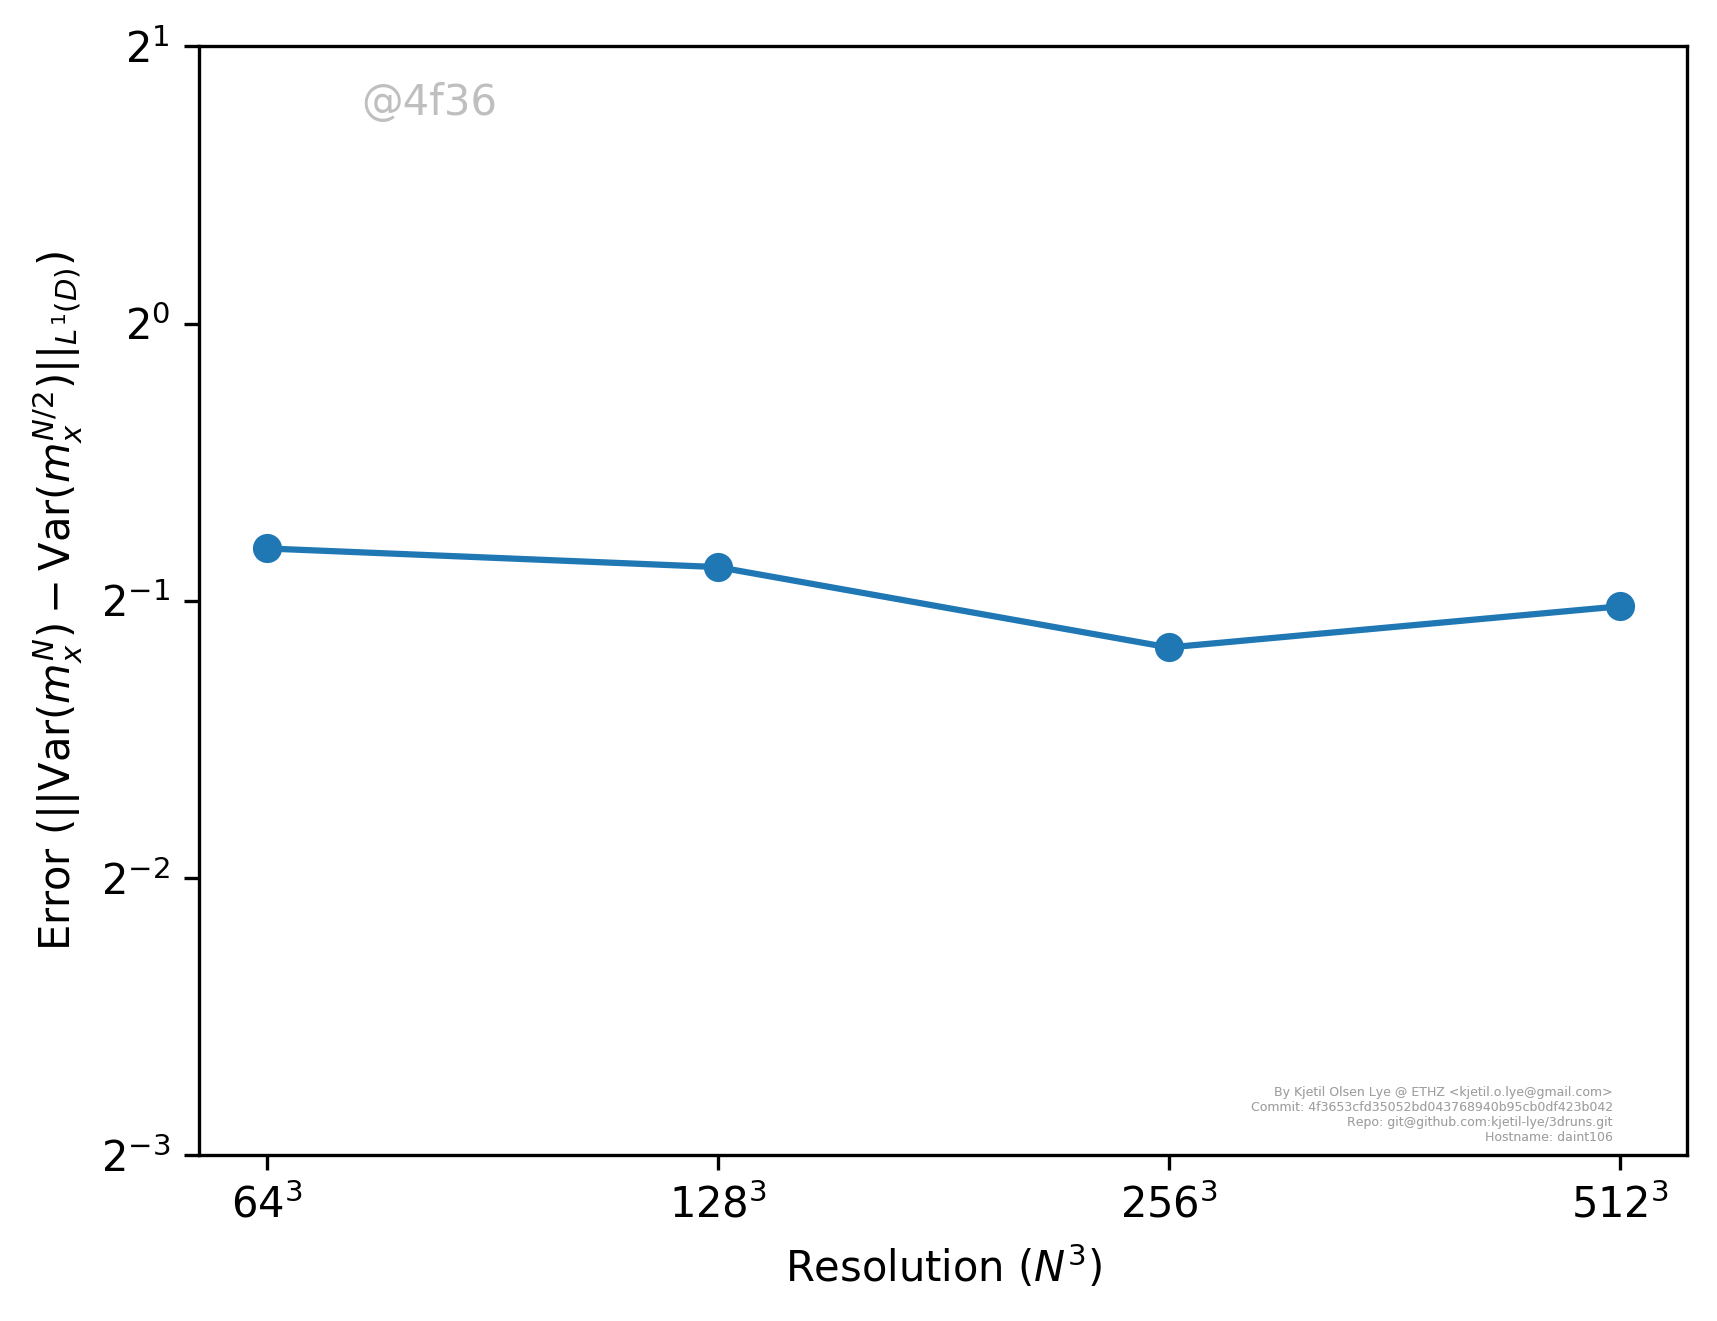 @4f36
2^1
2^0
2^{-1}
2^{-2}
2^{-3}
Error (||Var(m_x^N) − Var(m_x^{N/2})||_{L^1(D)})
64^3 128^3 256^3 512^3
Resolution (N^3)
By Kjetil Olsen Lye @ ETHZ <kjetil.o.lye@gmail.com>
Commit: 4f3653cfd35052bd043768940b95cb0df423b042
Repo: git@github.com:kjetil-lye/3druns.git
Hostname: daint106